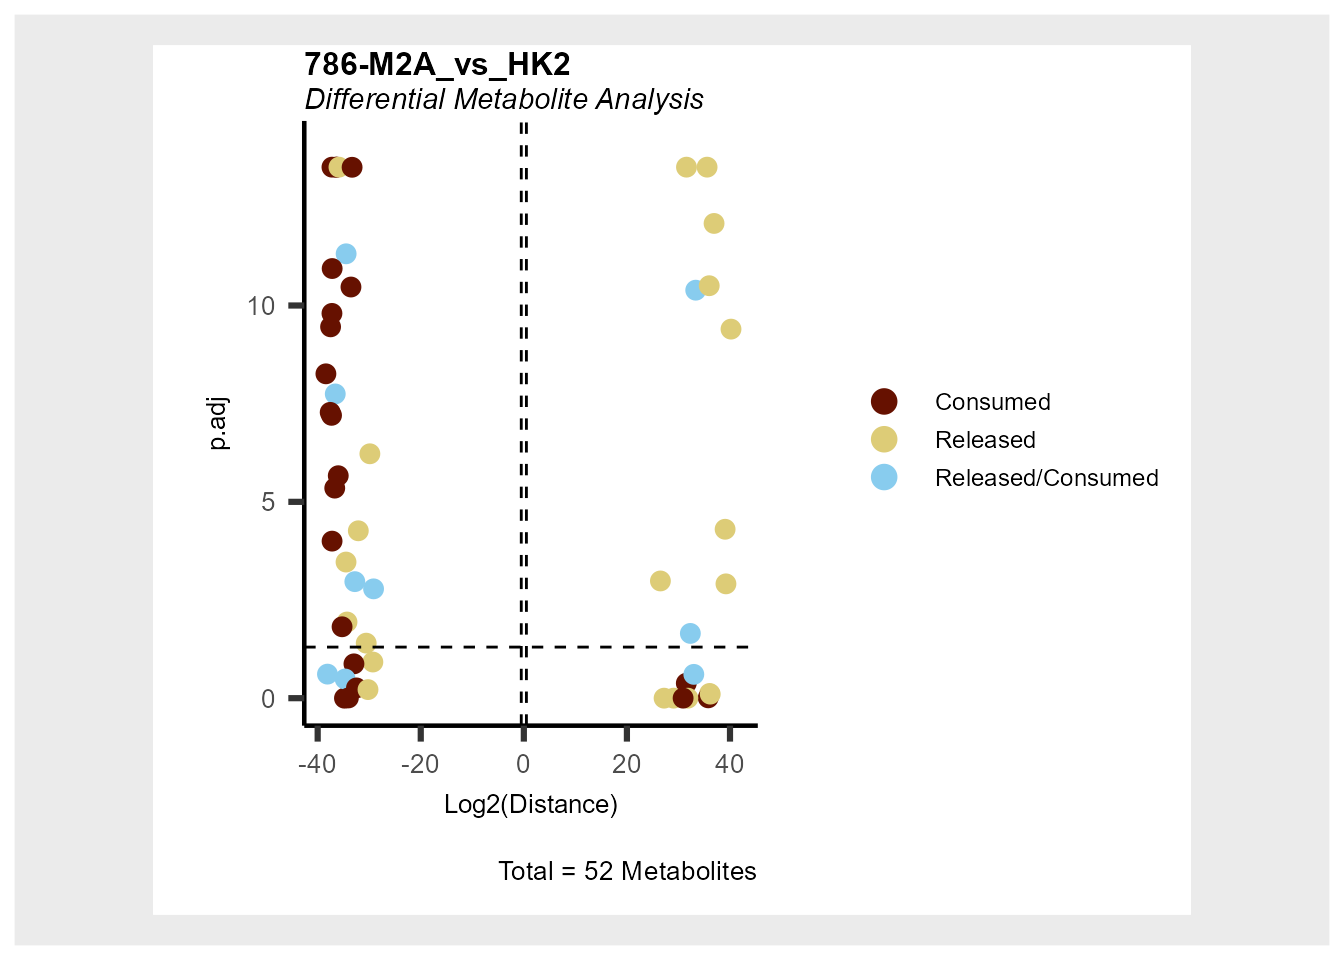 786-M2A_vs_HK2
Differential Metabolite Analysis
10
5
0
p.adj
-40 -20 0 20 40
Log2(Distance)
Consumed
Released
Released/Consumed
Total = 52 Metabolites